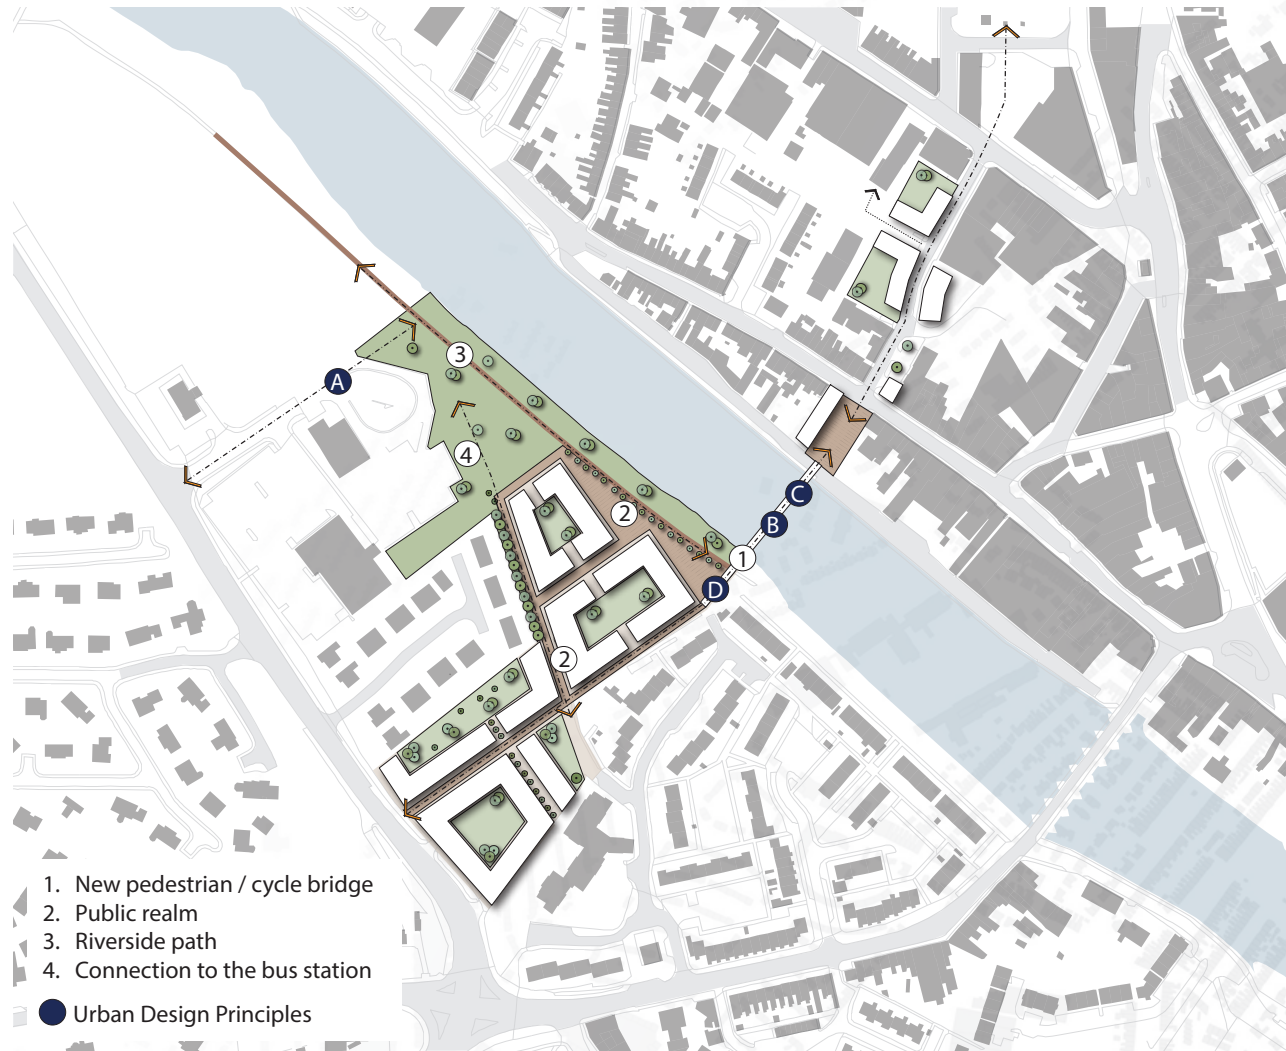 A
3
4
2
C
B
1
D
2
1. New pedestrian / cycle bridge
2. Public realm
3. Riverside path
4. Connection to the bus station
Urban Design Principles